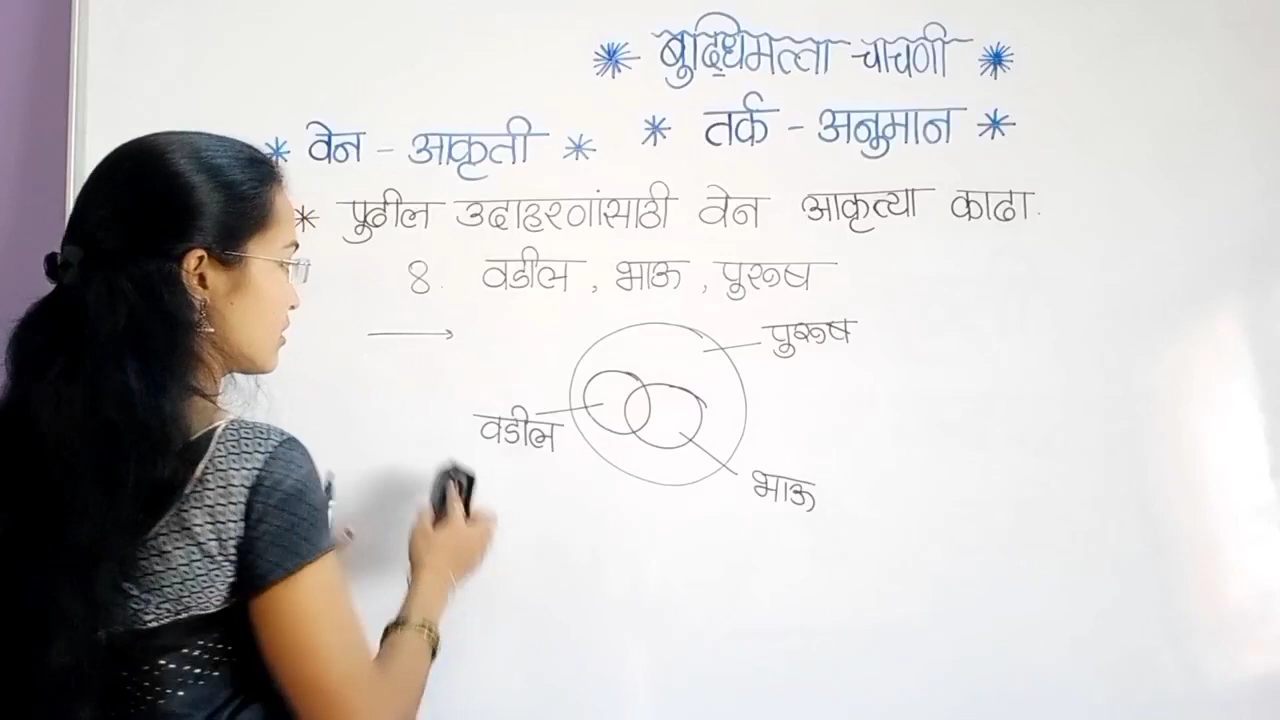 * बुद्धिमत्ता चाचणी *
* तर्क - अनुमान *
* वेन - आकृती *
* पुढील उदाहरणांसाठी वेन आकृत्या काढा.
8. वडील, भाऊ, पुरूष
पुरूष
वडील
भाऊ